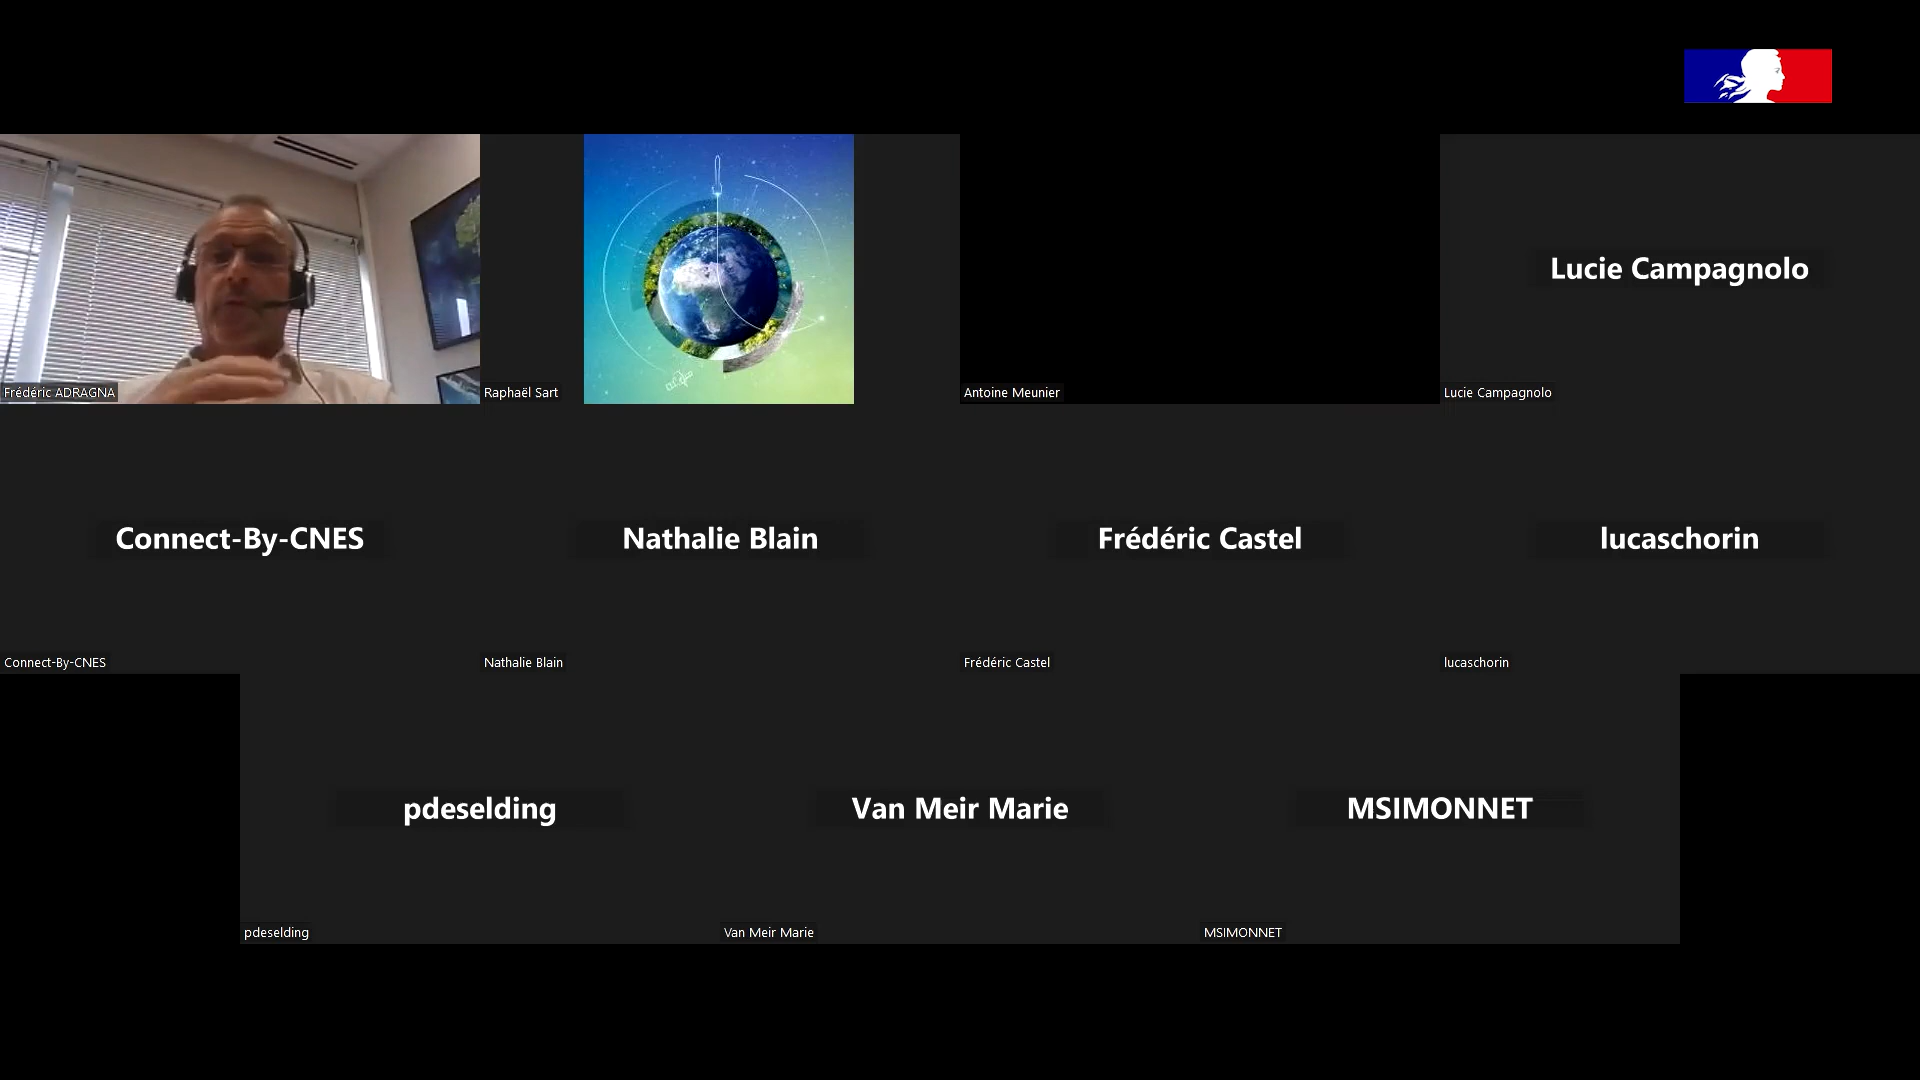 Lucie Campagnolo
Frédéric ADRAGNA
Raphaël Sart
Antoine Meunier
Lucie Campagnolo
Connect-By-CNES
Nathalie Blain
Frédéric Castel
lucaschorin
Connect-By-CNES
Nathalie Blain
Frédéric Castel
lucaschorin
pdeselding
Van Meir Marie
MSIMONNET
pdeselding
Van Meir Marie
MSIMONNET